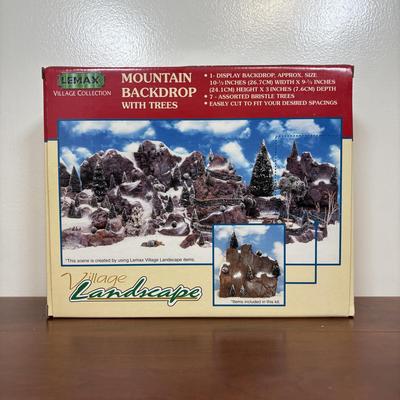 LEMAX
VILLAGE COLLECTION
MOUNTAIN
BACKDROP
WITH TREES
• 1- DISPLAY BACKDROP, APPROX. SIZE
10-½ INCHES (26.7CM) WIDTH X 9-½ INCHES
(24.1CM) HEIGHT X 3 INCHES (7.6CM) DEPTH
• 7 - ASSORTED BRISTLE TREES
• EASILY CUT TO FIT YOUR DESIRED SPACINGS
*This scene is created by using Lemax Village Landscape items.
Village
Landscape
*Items included in this kit.